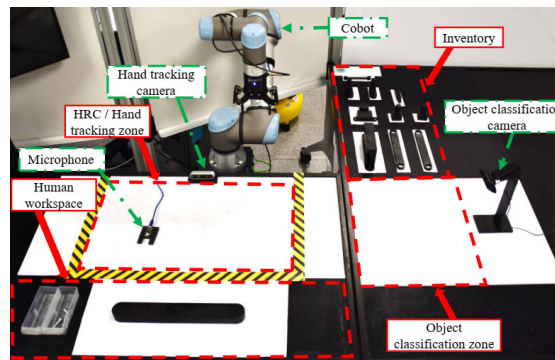 Cobot
Inventory
Hand tracking
camera
HRC / Hand
tracking zone
Object classification
camera
Microphone
Human
workspace
Object
classification zone